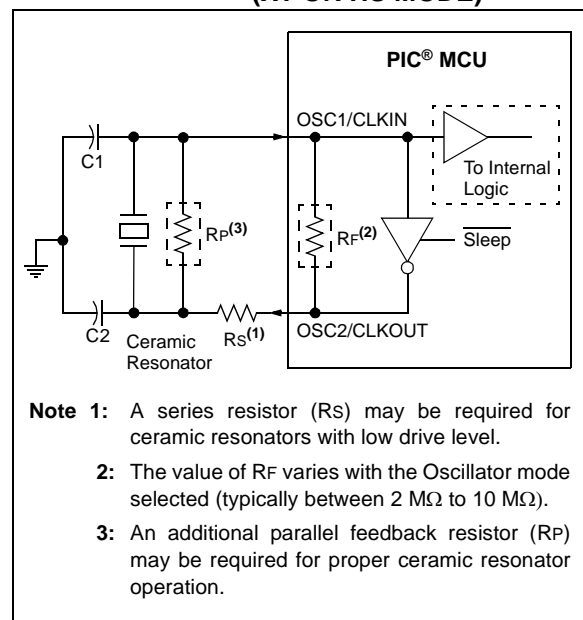 (XT OR HS MODE)
PIC® MCU
OSC1/CLKIN
C1
To Internal
Logic
RP(3)
RF(2)
Sleep
C2
Ceramic
Resonator
RS(1)
OSC2/CLKOUT
Note 1: A series resistor (RS) may be required for
ceramic resonators with low drive level.
2: The value of RF varies with the Oscillator mode
selected (typically between 2 MΩ to 10 MΩ).
3: An additional parallel feedback resistor (RP)
may be required for proper ceramic resonator
operation.